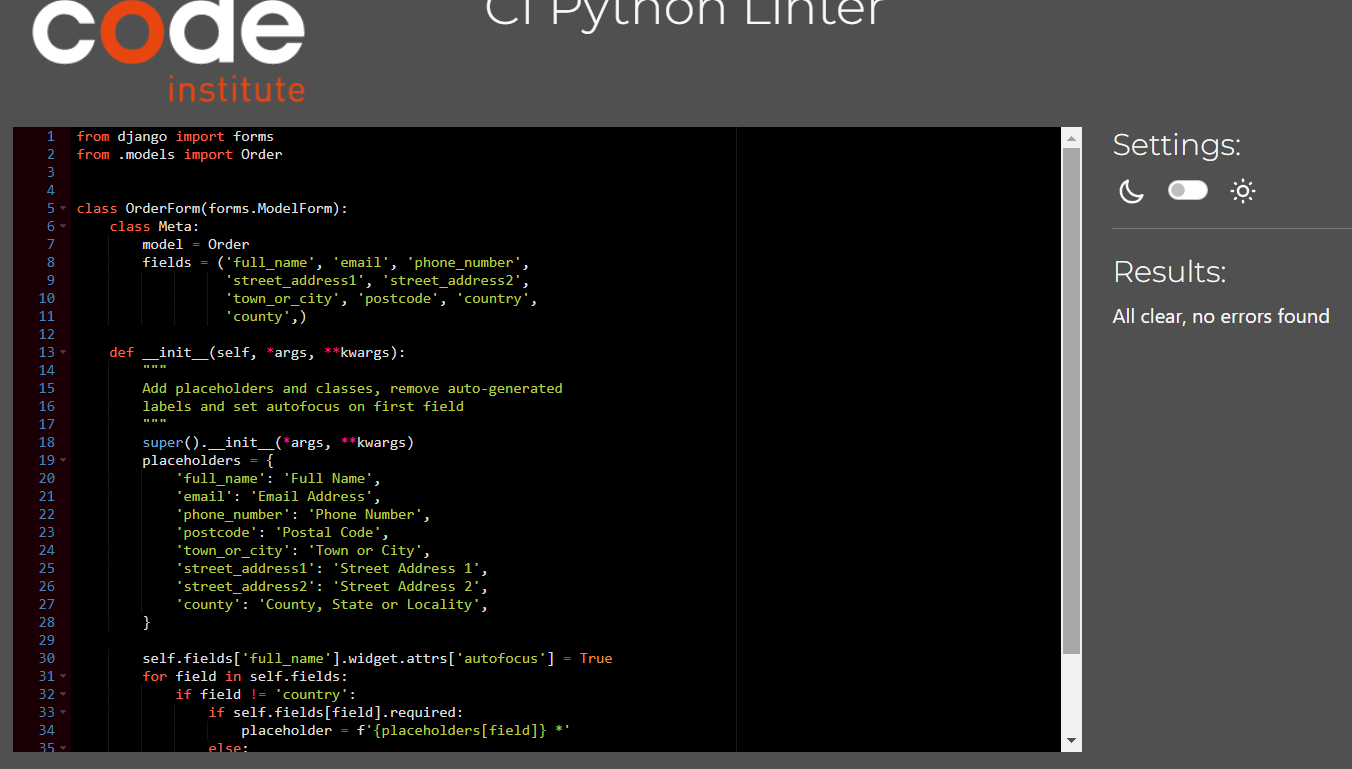 code
institute
CI Python Linter
1 from django import forms
2 from .models import Order
3
4
5 class OrderForm(forms.ModelForm):
6     class Meta:
7         model = Order
8         fields = ('full_name', 'email', 'phone_number',
9                   'street_address1', 'street_address2',
10                   'town_or_city', 'postcode', 'country',
11                   'county',)
12
13     def __init__(self, *args, **kwargs):
14         """
15         Add placeholders and classes, remove auto-generated
16         labels and set autofocus on first field
17         """
18         super().__init__(*args, **kwargs)
19         placeholders = {
20             'full_name': 'Full Name',
21             'email': 'Email Address',
22             'phone_number': 'Phone Number',
23             'postcode': 'Postal Code',
24             'town_or_city': 'Town or City',
25             'street_address1': 'Street Address 1',
26             'street_address2': 'Street Address 2',
27             'county': 'County, State or Locality',
28         }
29
30         self.fields['full_name'].widget.attrs['autofocus'] = True
31         for field in self.fields:
32             if field != 'country':
33                 if self.fields[field].required:
34                     placeholder = f'{placeholders[field]} *'
35                 else:
Settings:
Results:
All clear, no errors found